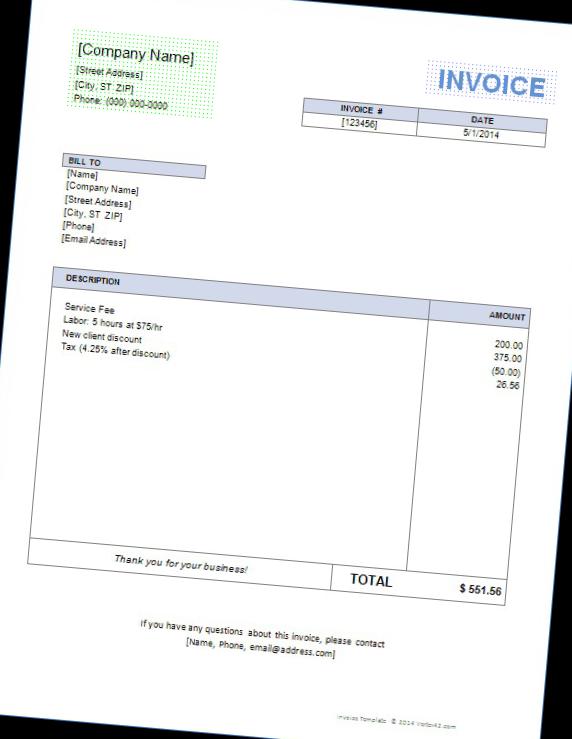 [Company Name]
[Street Address]
[City, ST ZIP]
Phone: (000) 000-0000
INVOICE
INVOICE # DATE
[123456] 5/1/2014
BILL TO
[Name]
[Company Name]
[Street Address]
[City, ST ZIP]
[Phone]
[Email Address]
DESCRIPTION AMOUNT
Service Fee 200.00
Labor: 5 hours at $75/hr 375.00
New client discount (50.00)
Tax (4.25% after discount) 26.56
Thank you for your business! TOTAL $ 551.56
If you have any questions about this invoice, please contact
[Name, Phone, email@address.com]
Invoice Template © 2014 Vertex42.com